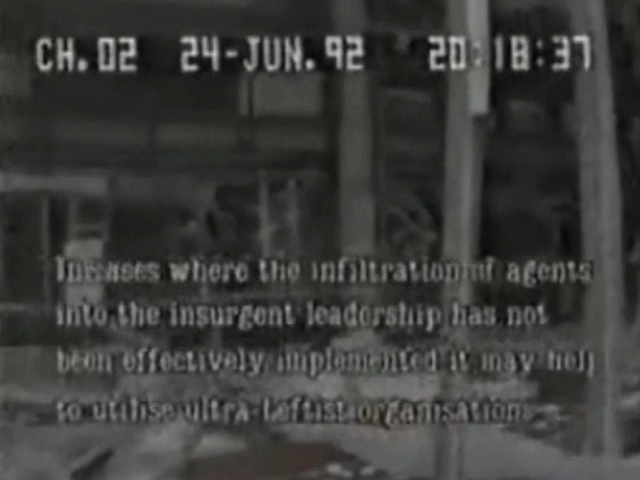 CH.02 24-JUN.92 20:18:37
In cases where the infiltration of agents
into the insurgent leadership has not
been effectively implemented it may help
to utilise ultra-Leftist organisations